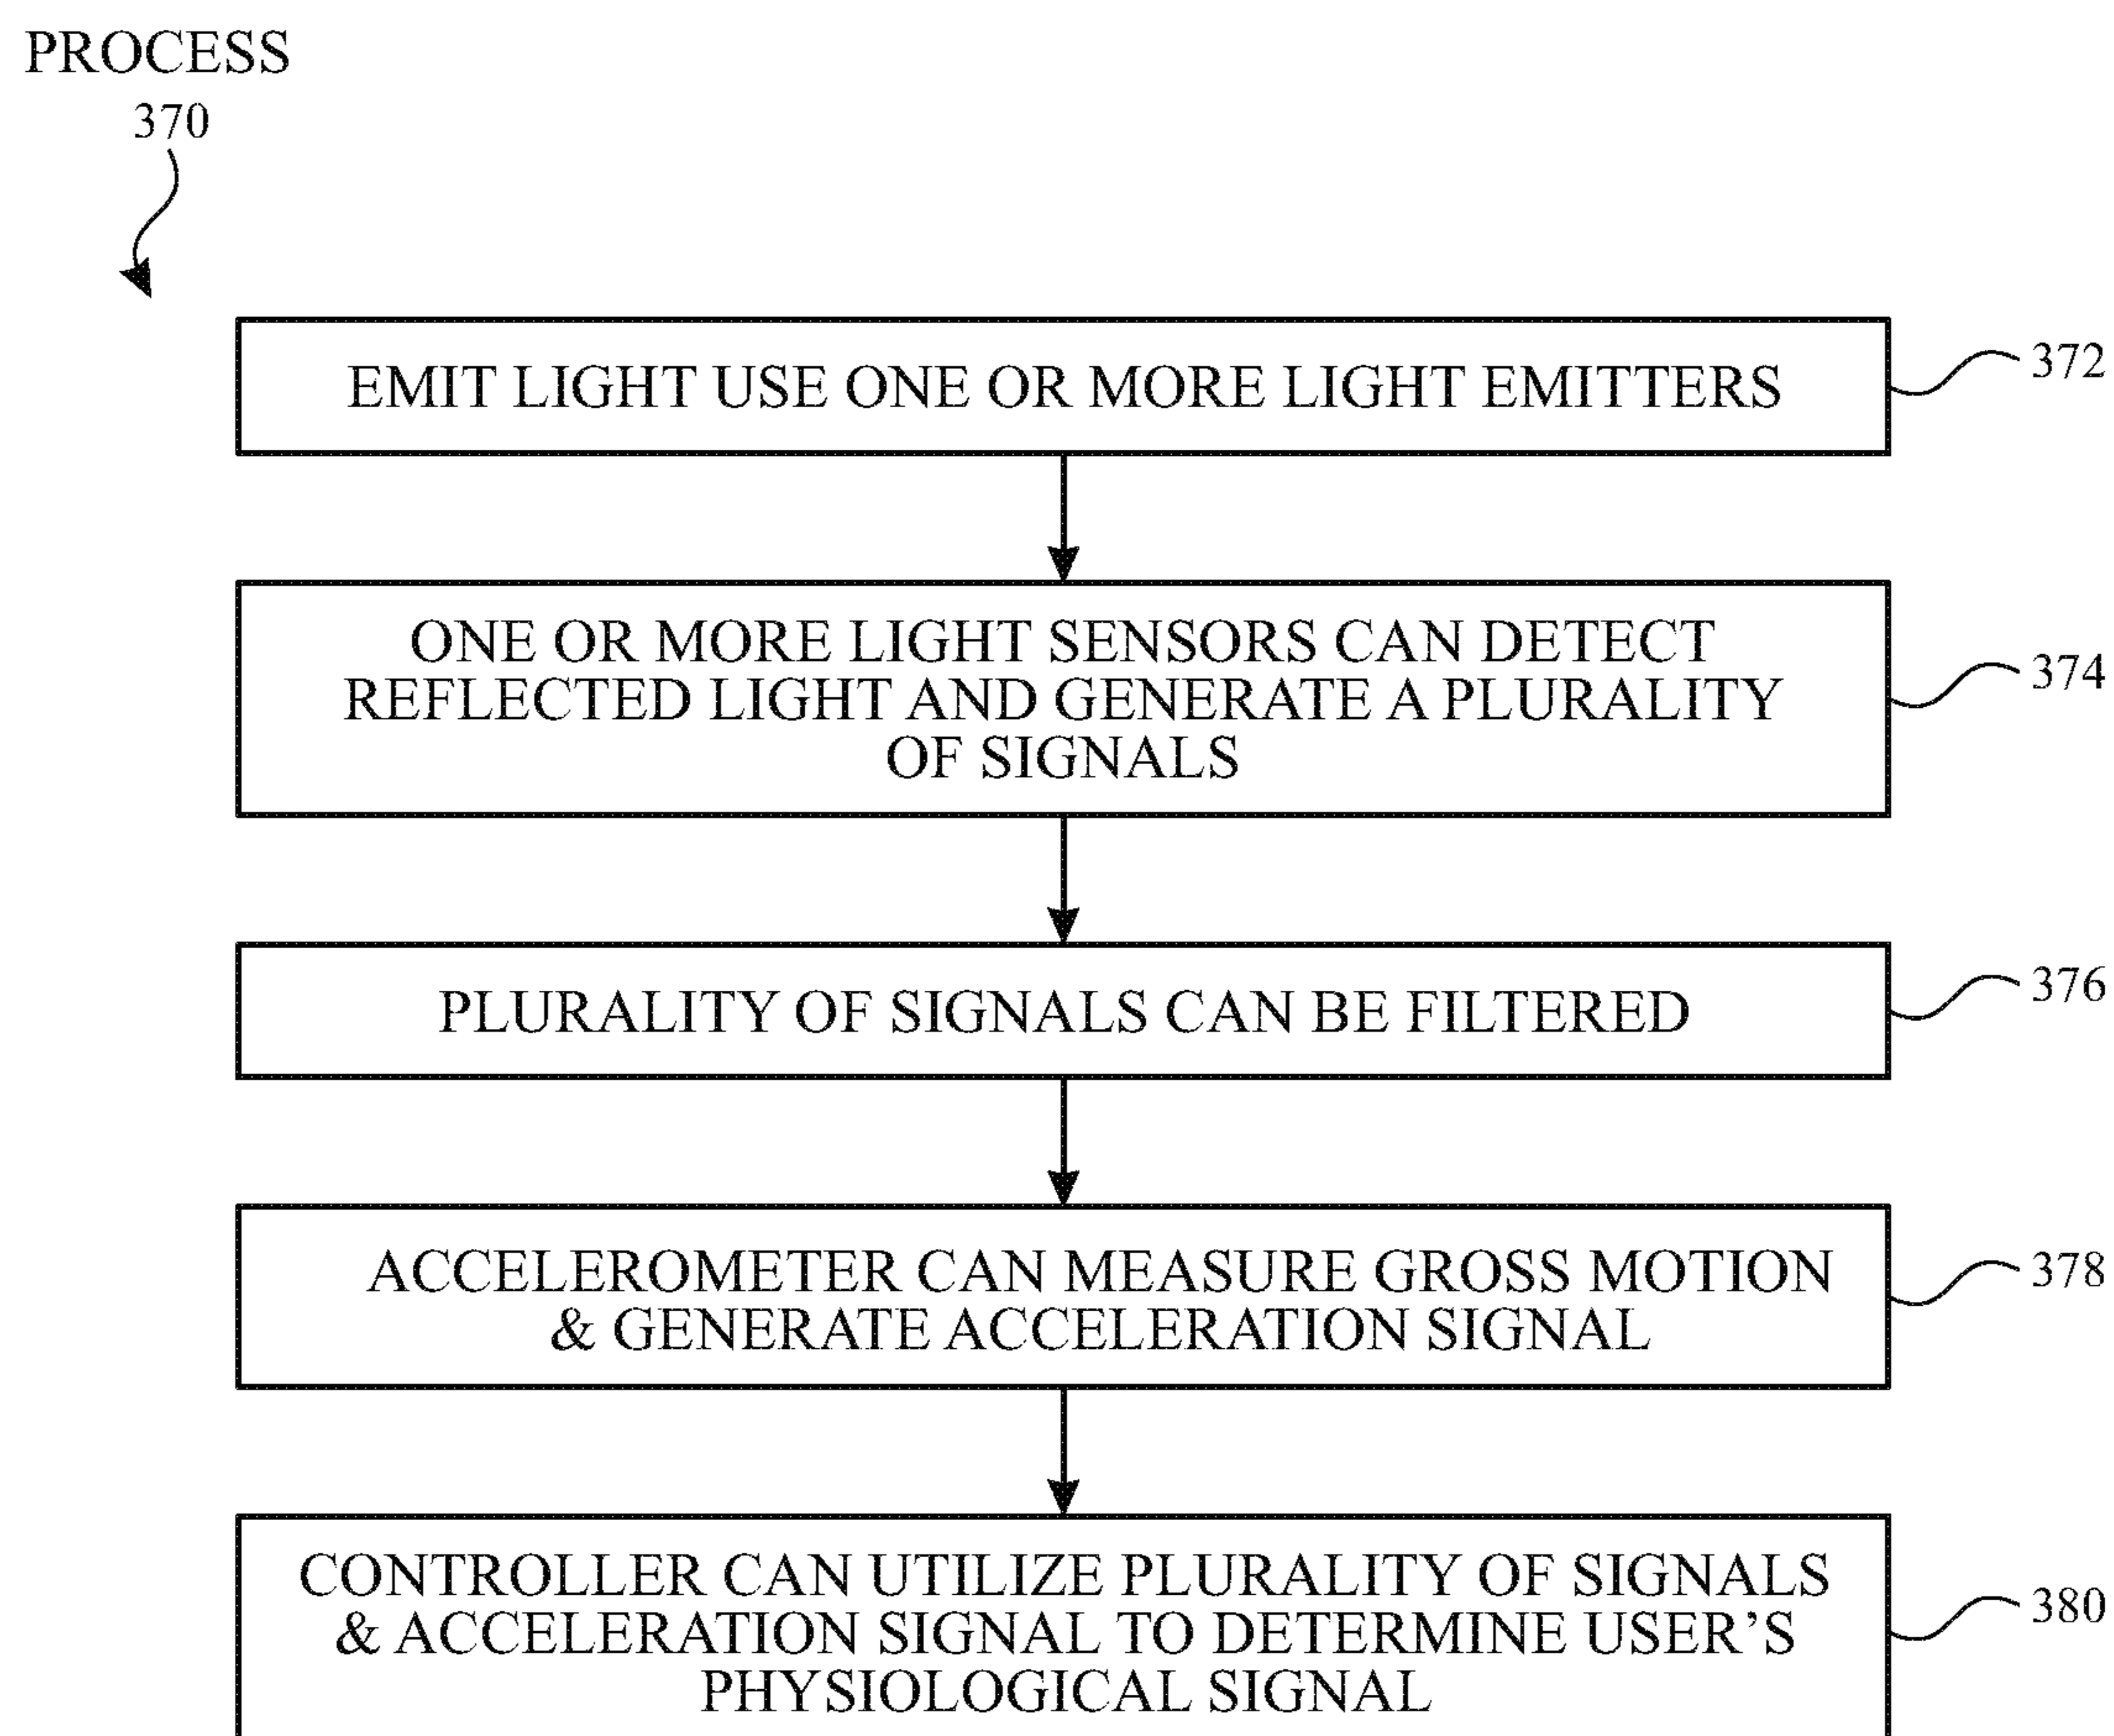 PROCESS
370
EMIT LIGHT USE ONE OR MORE LIGHT EMITTERS
372
ONE OR MORE LIGHT SENSORS CAN DETECT
REFLECTED LIGHT AND GENERATE A PLURALITY
OF SIGNALS
374
PLURALITY OF SIGNALS CAN BE FILTERED
376
ACCELEROMETER CAN MEASURE GROSS MOTION
& GENERATE ACCELERATION SIGNAL
378
CONTROLLER CAN UTILIZE PLURALITY OF SIGNALS
& ACCELERATION SIGNAL TO DETERMINE USER’S
PHYSIOLOGICAL SIGNAL
380